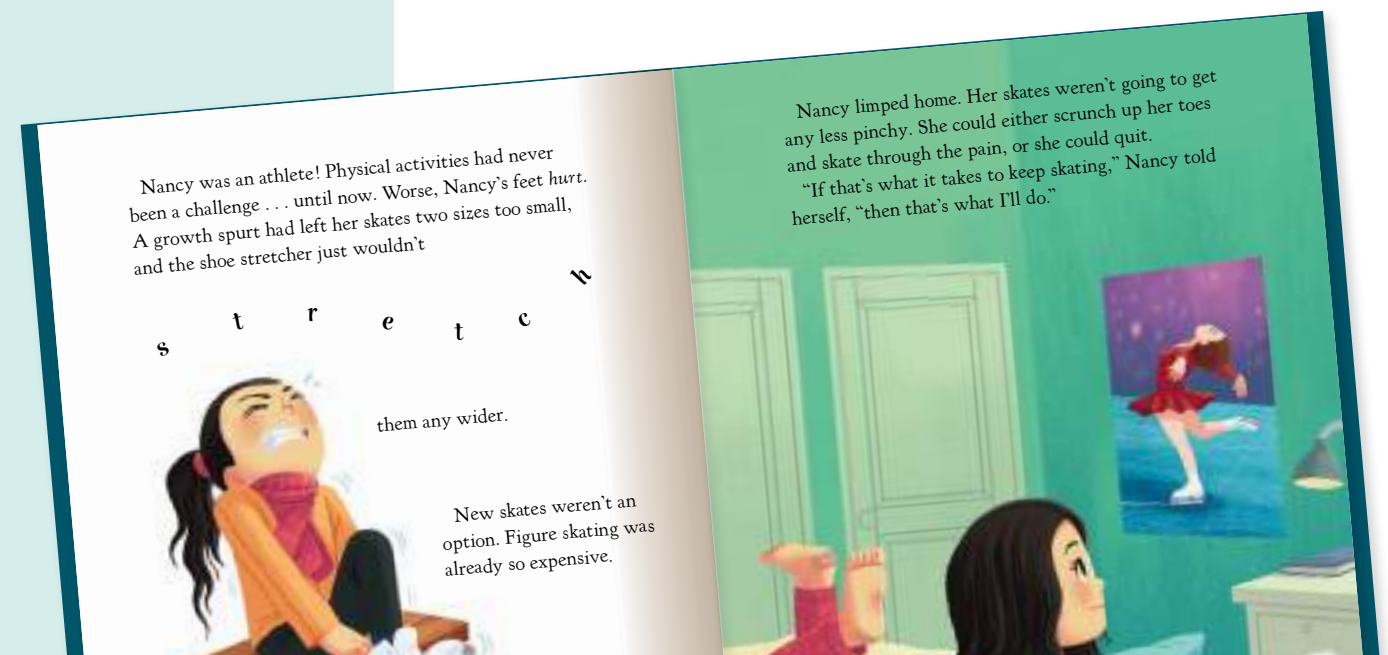 Nancy was an athlete! Physical activities had never
been a challenge . . . until now. Worse, Nancy’s feet hurt.
A growth spurt had left her skates two sizes too small,
and the shoe stretcher just wouldn’t
s t r e t c h
them any wider.
New skates weren’t an
option. Figure skating was
already so expensive.
Nancy limped home. Her skates weren’t going to get
any less pinchy. She could either scrunch up her toes
and skate through the pain, or she could quit.
“If that’s what it takes to keep skating,” Nancy told
herself, “then that’s what I’ll do.”